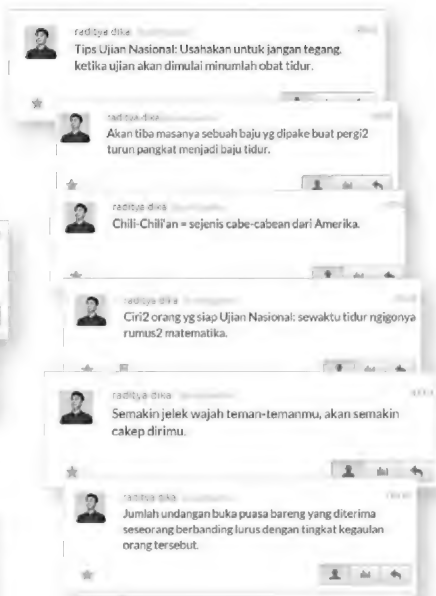 raditya dika
Tips Ujian Nasional: Usahakan untuk jangan tegang.
ketika ujian akan dimulai minumlah obat tidur.
raditya dika
Akan tiba masanya sebuah baju yg dipake buat pergi2
turun pangkat menjadi baju tidur.
raditya dika
Chili-Chili'an = sejenis cabe-cabean dari Amerika.
raditya dika
Ciri2 orang yg siap Ujian Nasional: sewaktu tidur ngigonya
rumus2 matematika.
raditya dika
Semakin jelek wajah teman-temanmu, akan semakin
cakep dirimu.
raditya dika
Jumlah undangan buka puasa bareng yang diterima
seseorang berbanding lurus dengan tingkat kegaulan
orang tersebut.